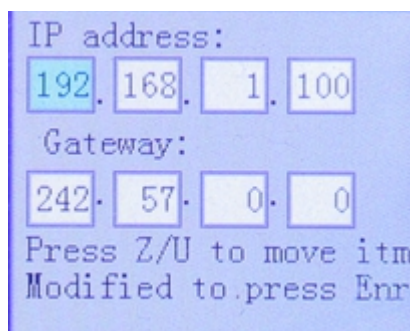 IP address:
192. 168. 1. 100
Gateway:
242. 57. 0. 0
Press Z/U to move itm
Modified to.press Enr